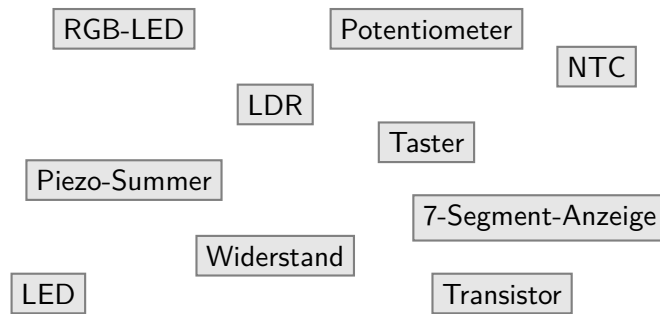 RGB-LED
Potentiometer
NTC
LDR
Taster
Piezo-Summer
7-Segment-Anzeige
Widerstand
LED
Transistor